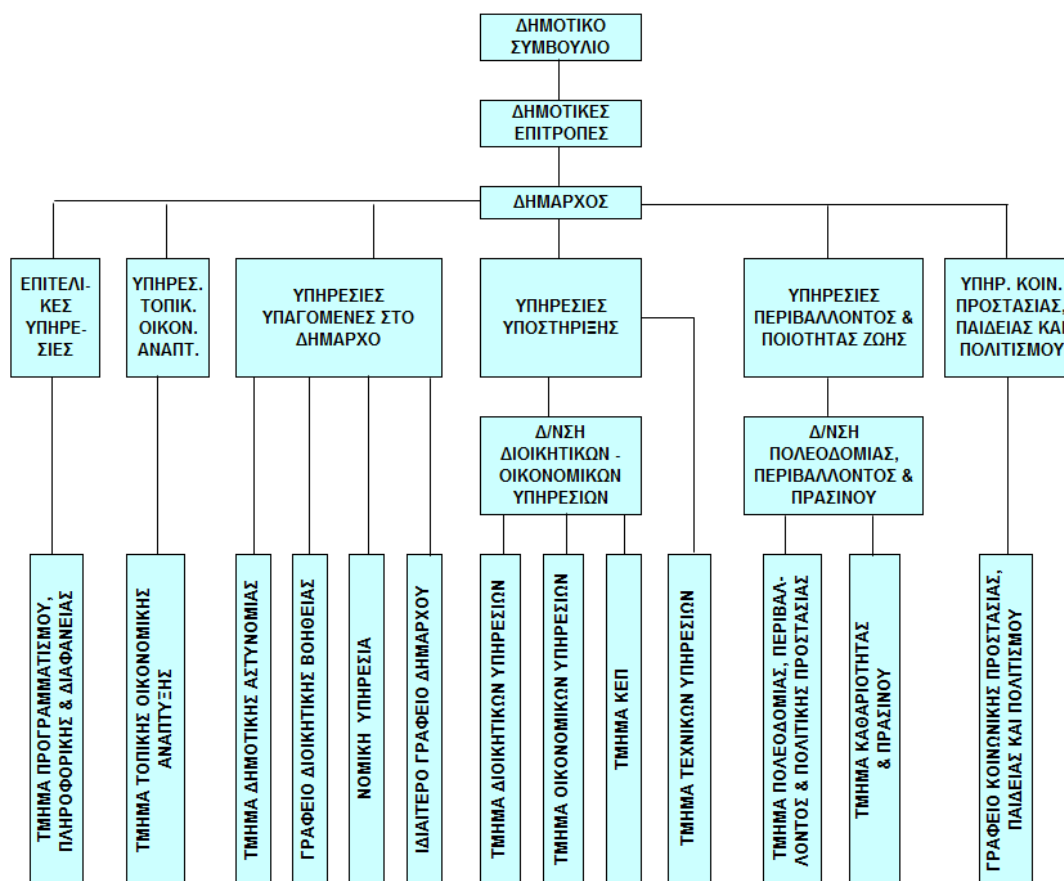 ΔΗΜΟΤΙΚΟ
ΣΥΜΒΟΥΛΙΟ
ΔΗΜΟΤΙΚΕΣ
ΕΠΙΤΡΟΠΕΣ
ΔΗΜΑΡΧΟΣ
ΕΠΙΤΕΛΙ-
ΚΕΣ
ΥΠΗΡΕ-
ΣΙΕΣ
ΥΠΗΡΕΣ.
ΤΟΠΙΚ.
ΟΙΚΟΝ.
ΑΝΑΠΤ.
ΥΠΗΡΕΣΙΕΣ
ΥΠΑΓΟΜΕΝΕΣ ΣΤΟ
ΔΗΜΑΡΧΟ
ΥΠΗΡΕΣΙΕΣ
ΥΠΟΣΤΗΡΙΞΗΣ
ΥΠΗΡΕΣΙΕΣ
ΠΕΡΙΒΑΛΛΟΝΤΟΣ &
ΠΟΙΟΤΗΤΑΣ ΖΩΗΣ
ΥΠΗΡ. ΚΟΙΝ.
ΠΡΟΣΤΑΣΙΑΣ,
ΠΑΙΔΕΙΑΣ ΚΑΙ
ΠΟΛΙΤΙΣΜΟΥ
Δ/ΝΣΗ
ΔΙΟΙΚΗΤΙΚΩΝ -
ΟΙΚΟΝΟΜΙΚΩΝ
ΥΠΗΡΕΣΙΩΝ
Δ/ΝΣΗ
ΠΟΛΕΟΔΟΜΙΑΣ,
ΠΕΡΙΒΑΛΛΟΝΤΟΣ &
ΠΡΑΣΙΝΟΥ
ΤΜΗΜΑ ΠΡΟΓΡΑΜΜΑΤΙΣΜΟΥ,
ΠΛΗΡΟΦΟΡΙΚΗΣ & ΔΙΑΦΑΝΕΙΑΣ
ΤΜΗΜΑ ΤΟΠΙΚΗΣ ΟΙΚΟΝΟΜΙΚΗΣ
ΑΝΑΠΤΥΞΗΣ
ΤΜΗΜΑ ΔΗΜΟΤΙΚΗΣ ΑΣΤΥΝΟΜΙΑΣ
ΓΡΑΦΕΙΟ ΔΙΟΙΚΗΤΙΚΗΣ ΒΟΗΘΕΙΑΣ
ΝΟΜΙΚΗ ΥΠΗΡΕΣΙΑ
ΙΔΙΑΙΤΕΡΟ ΓΡΑΦΕΙΟ ΔΗΜΑΡΧΟΥ
ΤΜΗΜΑ ΔΙΟΙΚΗΤΙΚΩΝ ΥΠΗΡΕΣΙΩΝ
ΤΜΗΜΑ ΟΙΚΟΝΟΜΙΚΩΝ ΥΠΗΡΕΣΙΩΝ
ΤΜΗΜΑ ΚΕΠ
ΤΜΗΜΑ ΤΕΧΝΙΚΩΝ ΥΠΗΡΕΣΙΩΝ
ΤΜΗΜΑ ΠΟΛΕΟΔΟΜΙΑΣ, ΠΕΡΙΒΑΛ-
ΛΟΝΤΟΣ & ΠΟΛΙΤΙΚΗΣ ΠΡΟΣΤΑΣΙΑΣ
ΤΜΗΜΑ ΚΑΘΑΡΙΟΤΗΤΑΣ
& ΠΡΑΣΙΝΟΥ
ΓΡΑΦΕΙΟ ΚΟΙΝΩΝΙΚΗΣ ΠΡΟΣΤΑΣΙΑΣ,
ΠΑΙΔΕΙΑΣ ΚΑΙ ΠΟΛΙΤΙΣΜΟΥ